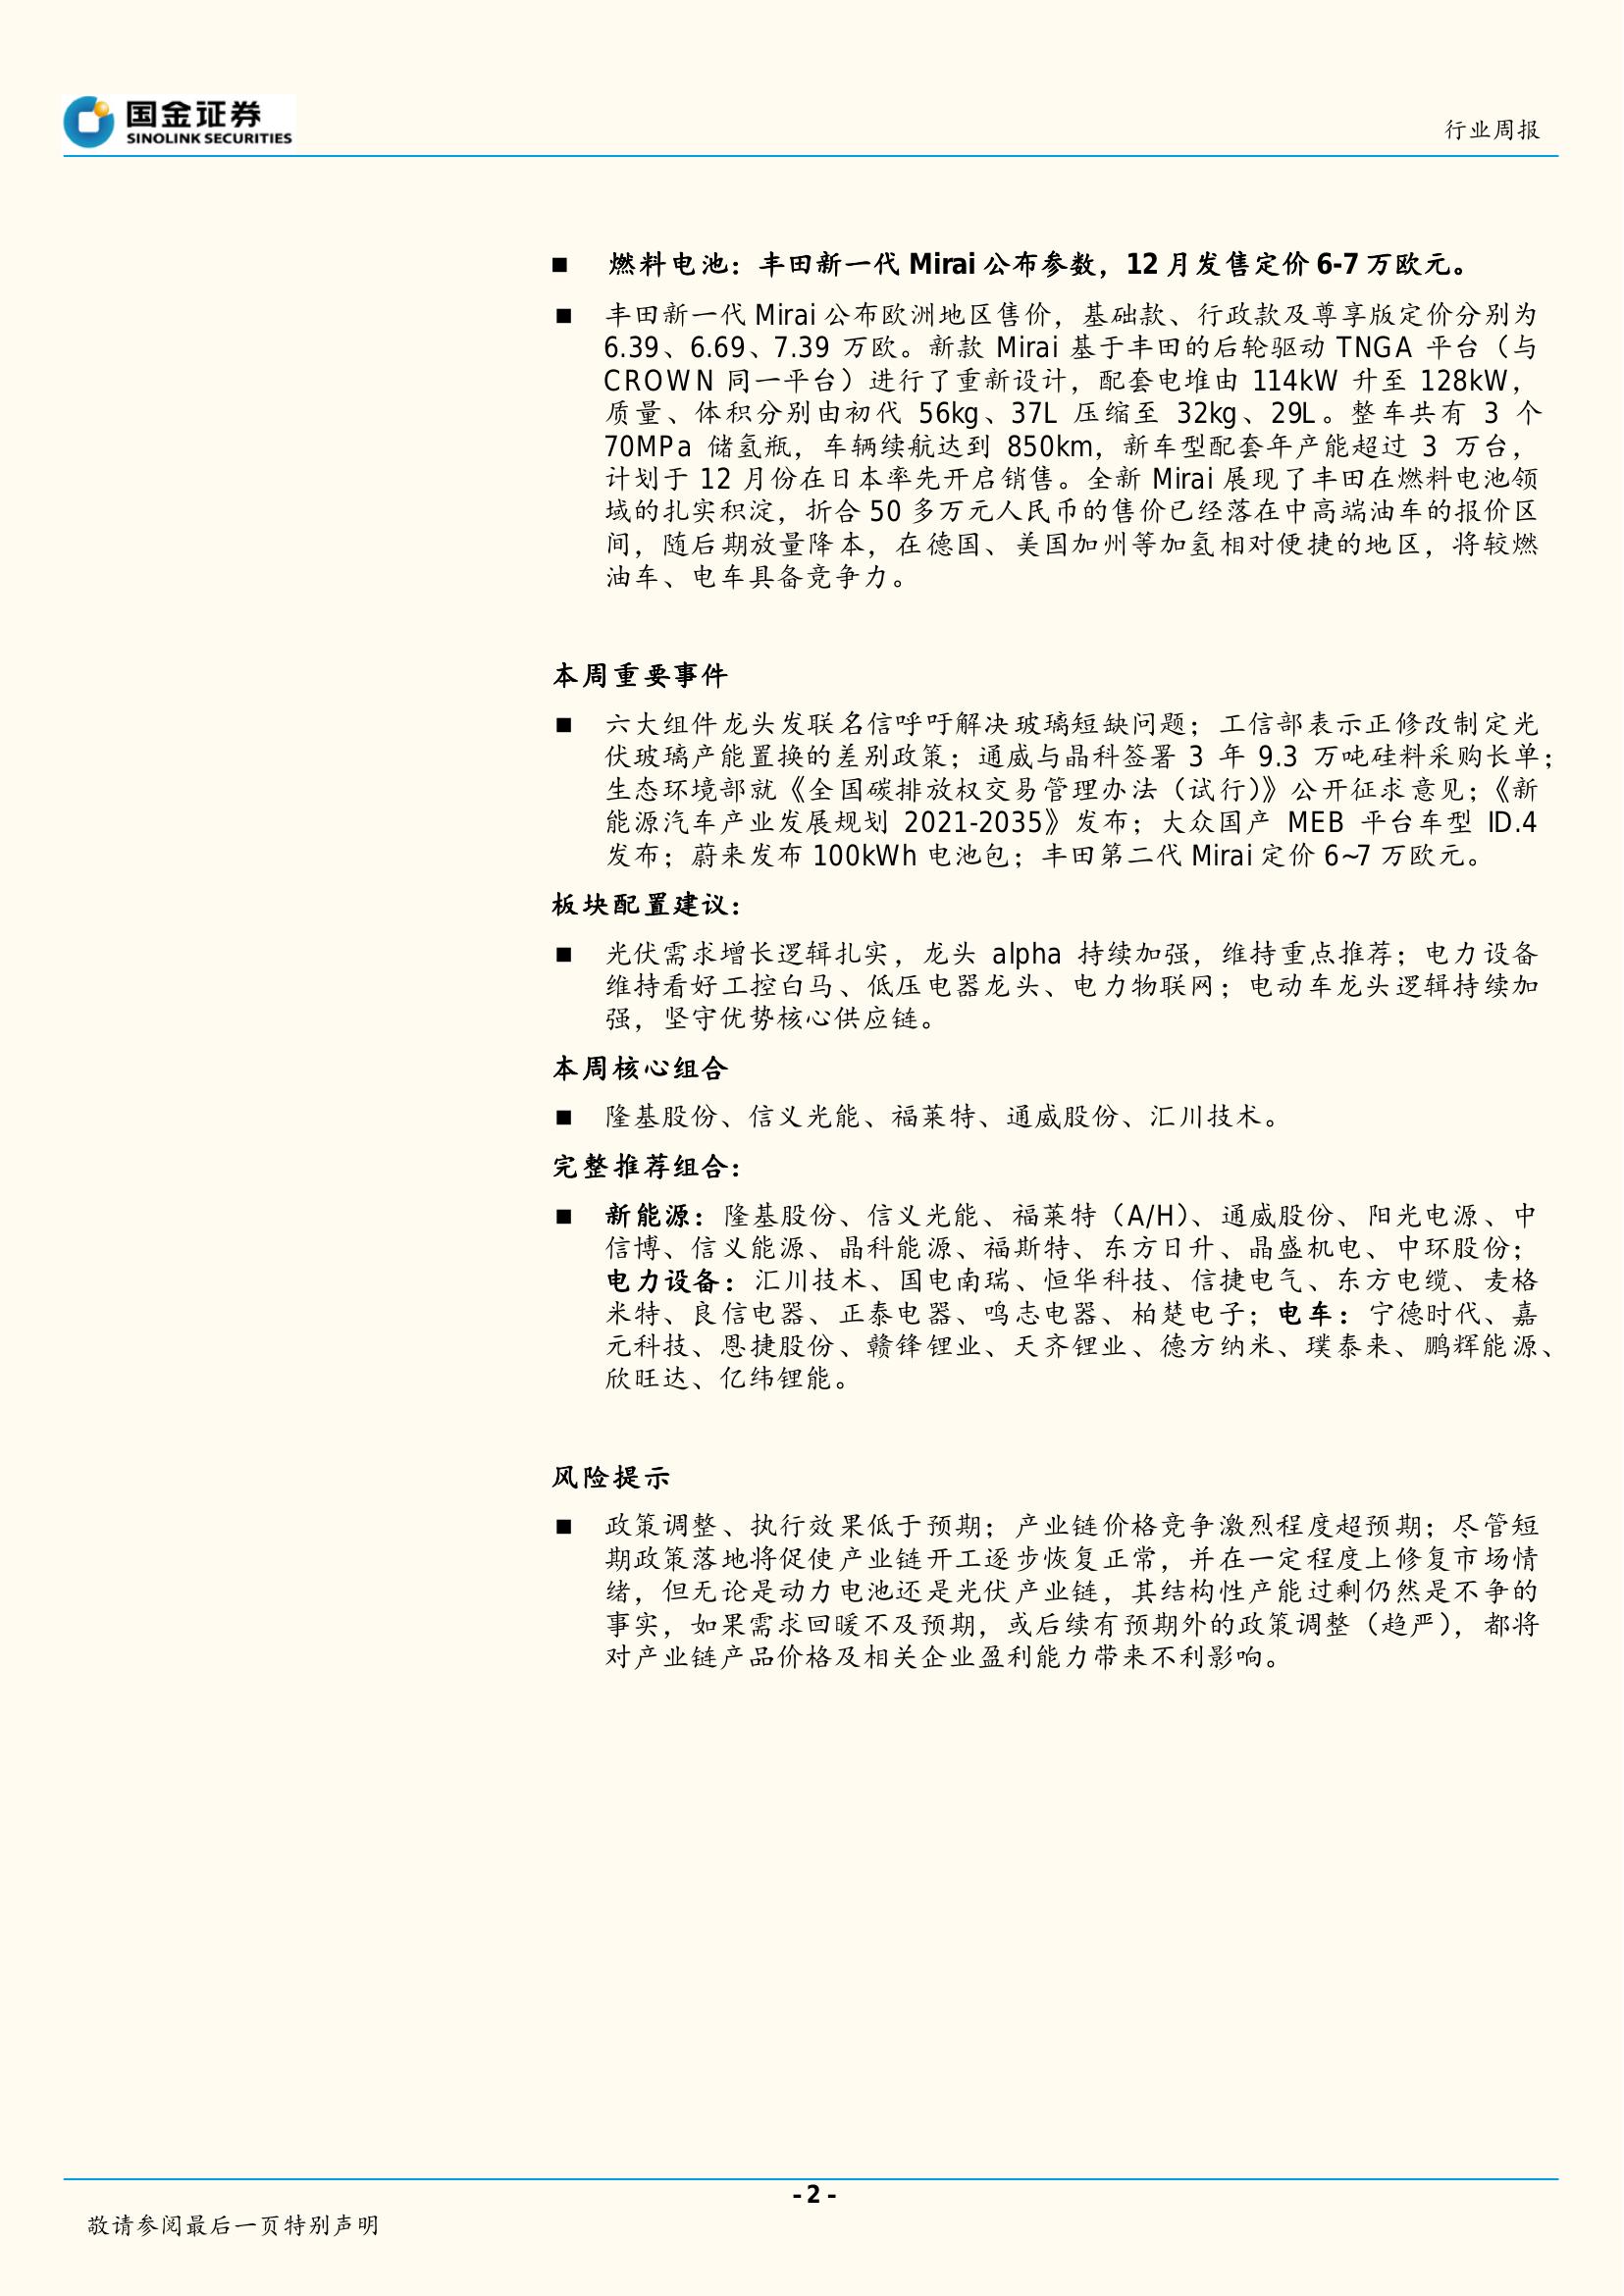 国金证券
SINOLINK SECURITIES
行业周报
■ 燃料电池：丰田新一代 Mirai 公布参数，12 月发售定价 6-7 万欧元。
■ 丰田新一代 Mirai 公布欧洲地区售价，基础款、行政款及尊享版定价分别为
6.39、6.69、7.39 万欧。新款 Mirai 基于丰田的后轮驱动 TNGA 平台（与
CROWN 同一平台）进行了重新设计，配套电堆由 114kW 升至 128kW，
质量、体积分别由初代 56kg、37L 压缩至 32kg、29L。整车共有 3 个
70MPa 储氢瓶，车辆续航达到 850km，新车型配套年产能超过 3 万台，
计划于 12 月份在日本率先开启销售。全新 Mirai 展现了丰田在燃料电池领
域的扎实积淀，折合 50 多万元人民币的售价已经落在中高端油车的报价区
间，随后期放量降本，在德国、美国加州等加氢相对便捷的地区，将较燃
油车、电车具备竞争力。
本周重要事件
■ 六大组件龙头发联名信呼吁解决玻璃短缺问题；工信部表示正修改制定光
伏玻璃产能置换的差别政策；通威与晶科签署 3 年 9.3 万吨硅料采购长单；
生态环境部就《全国碳排放权交易管理办法（试行）》公开征求意见；《新
能源汽车产业发展规划 2021-2035》发布；大众国产 MEB 平台车型 ID.4
发布；蔚来发布 100kWh 电池包；丰田第二代 Mirai 定价 6~7 万欧元。
板块配置建议：
■ 光伏需求增长逻辑扎实，龙头 alpha 持续加强，维持重点推荐；电力设备
维持看好工控白马、低压电器龙头、电力物联网；电动车龙头逻辑持续加
强，坚守优势核心供应链。
本周核心组合
■ 隆基股份、信义光能、福莱特、通威股份、汇川技术。
完整推荐组合：
■ 新能源：隆基股份、信义光能、福莱特（A/H）、通威股份、阳光电源、中
信博、信义能源、晶科能源、福斯特、东方日升、晶盛机电、中环股份；
电力设备：汇川技术、国电南瑞、恒华科技、信捷电气、东方电缆、麦格
米特、良信电器、正泰电器、鸣志电器、柏楚电子；电车：宁德时代、嘉
元科技、恩捷股份、赣锋锂业、天齐锂业、德方纳米、璞泰来、鹏辉能源、
欣旺达、亿纬锂能。
风险提示
■ 政策调整、执行效果低于预期；产业链价格竞争激烈程度超预期；尽管短
期政策落地将促使产业链开工逐步恢复正常，并在一定程度上修复市场情
绪，但无论是动力电池还是光伏产业链，其结构性产能过剩仍然是不争的
事实，如果需求回暖不及预期，或后续有预期外的政策调整（趋严），都将
对产业链产品价格及相关企业盈利能力带来不利影响。
- 2 -
敬请参阅最后一页特别声明